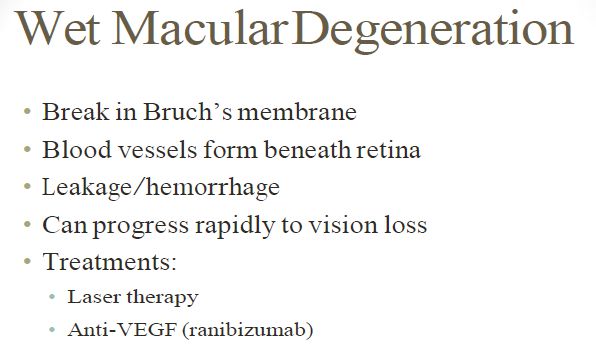 Wet Macular Degeneration
• Break in Bruch's membrane
• Blood vessels form beneath retina
• Leakage/hemorrhage
• Can progress rapidly to vision loss
• Treatments:
• Laser therapy
• Anti-VEGF (ranibizumab)